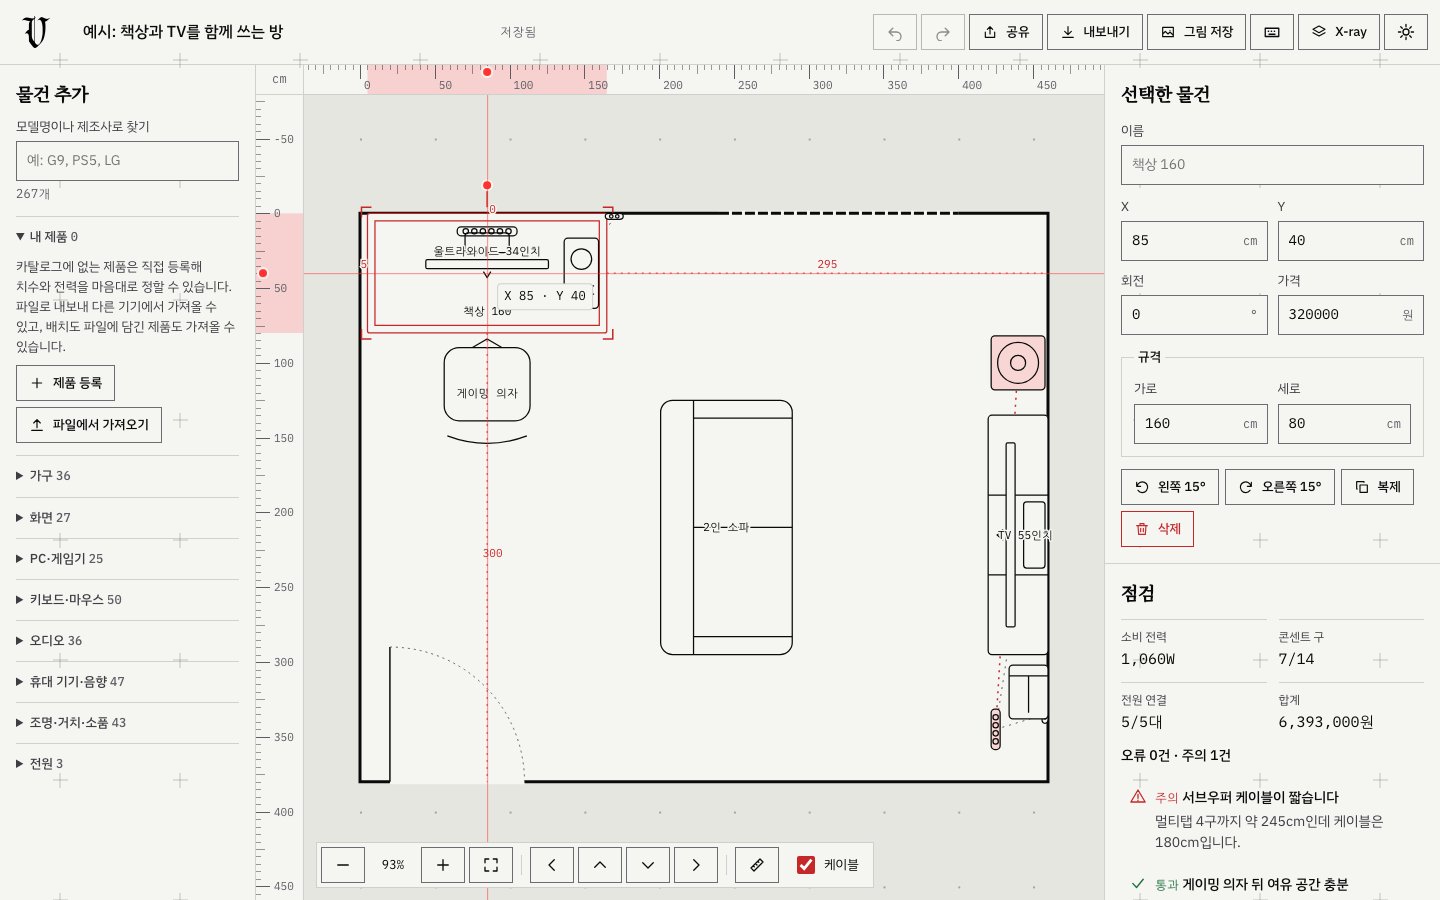 예시: 책상과 TV를 함께 쓰는 방
저장됨
공유
내보내기
그림 저장
X-ray
물건 추가
모델명이나 제조사로 찾기
예: G9, PS5, LG
267개
내 제품 0
카탈로그에 없는 제품은 직접 등록해
치수와 전력을 마음대로 정할 수 있습니다.
파일로 내보내 다른 기기에서 가져올 수
있고, 배치도 파일에 담긴 제품도 가져올 수
있습니다.
제품 등록
파일에서 가져오기
가구 36
화면 27
PC·게임기 25
키보드·마우스 50
오디오 36
휴대 기기·음향 47
조명·거치·소품 43
전원 3
cm
0 50 100 150 200 250 300 350 400 450
-50
0
50
100
150
200
250
300
350
400
450
0
5
295
300
울트라와이드 34인치
X 85 · Y 40
책상 160
게이밍 의자
2인 소파
TV 55인치
93%
케이블
선택한 물건
이름
책상 160
X
Y
85 cm
40 cm
회전
가격
0 °
320000 원
규격
가로
세로
160 cm
80 cm
왼쪽 15°
오른쪽 15°
복제
삭제
점검
소비 전력
콘센트 구
1,060W
7/14
전원 연결
합계
5/5대
6,393,000원
오류 0건 · 주의 1건
주의 서브우퍼 케이블이 짧습니다
멀티탭 4구까지 약 245cm인데 케이블은
180cm입니다.
통과 게이밍 의자 뒤 여유 공간 충분